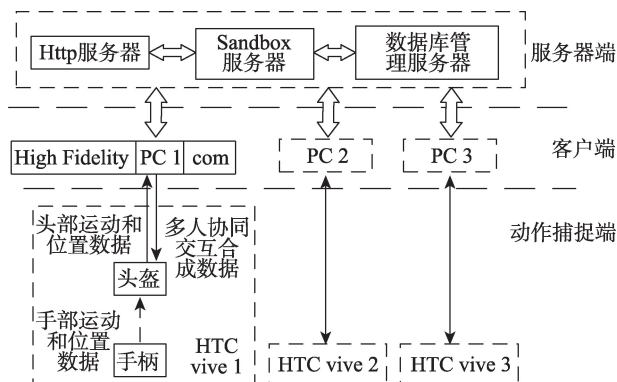 Http服务器
Sandbox
服务器
数据库管
理服务器
服务器端
High Fidelity
PC 1
com
PC 2
PC 3
客户端
头部运动和
位置数据
多人协同
交互合
成数据
动作捕捉端
头盔
手部运动
和位置
数据
手柄
HTC
vive 1
HTC vive 2
HTC vive 3